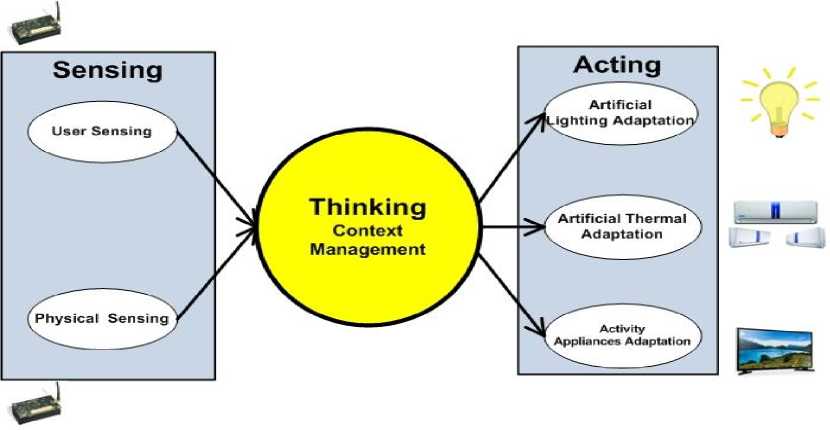 Sensing
User Sensing
Physical Sensing
Thinking
Context
Management
Acting
Artificial
Lighting Adaptation
Artificial Thermal
Adaptation
Activity
Appliances Adaptation